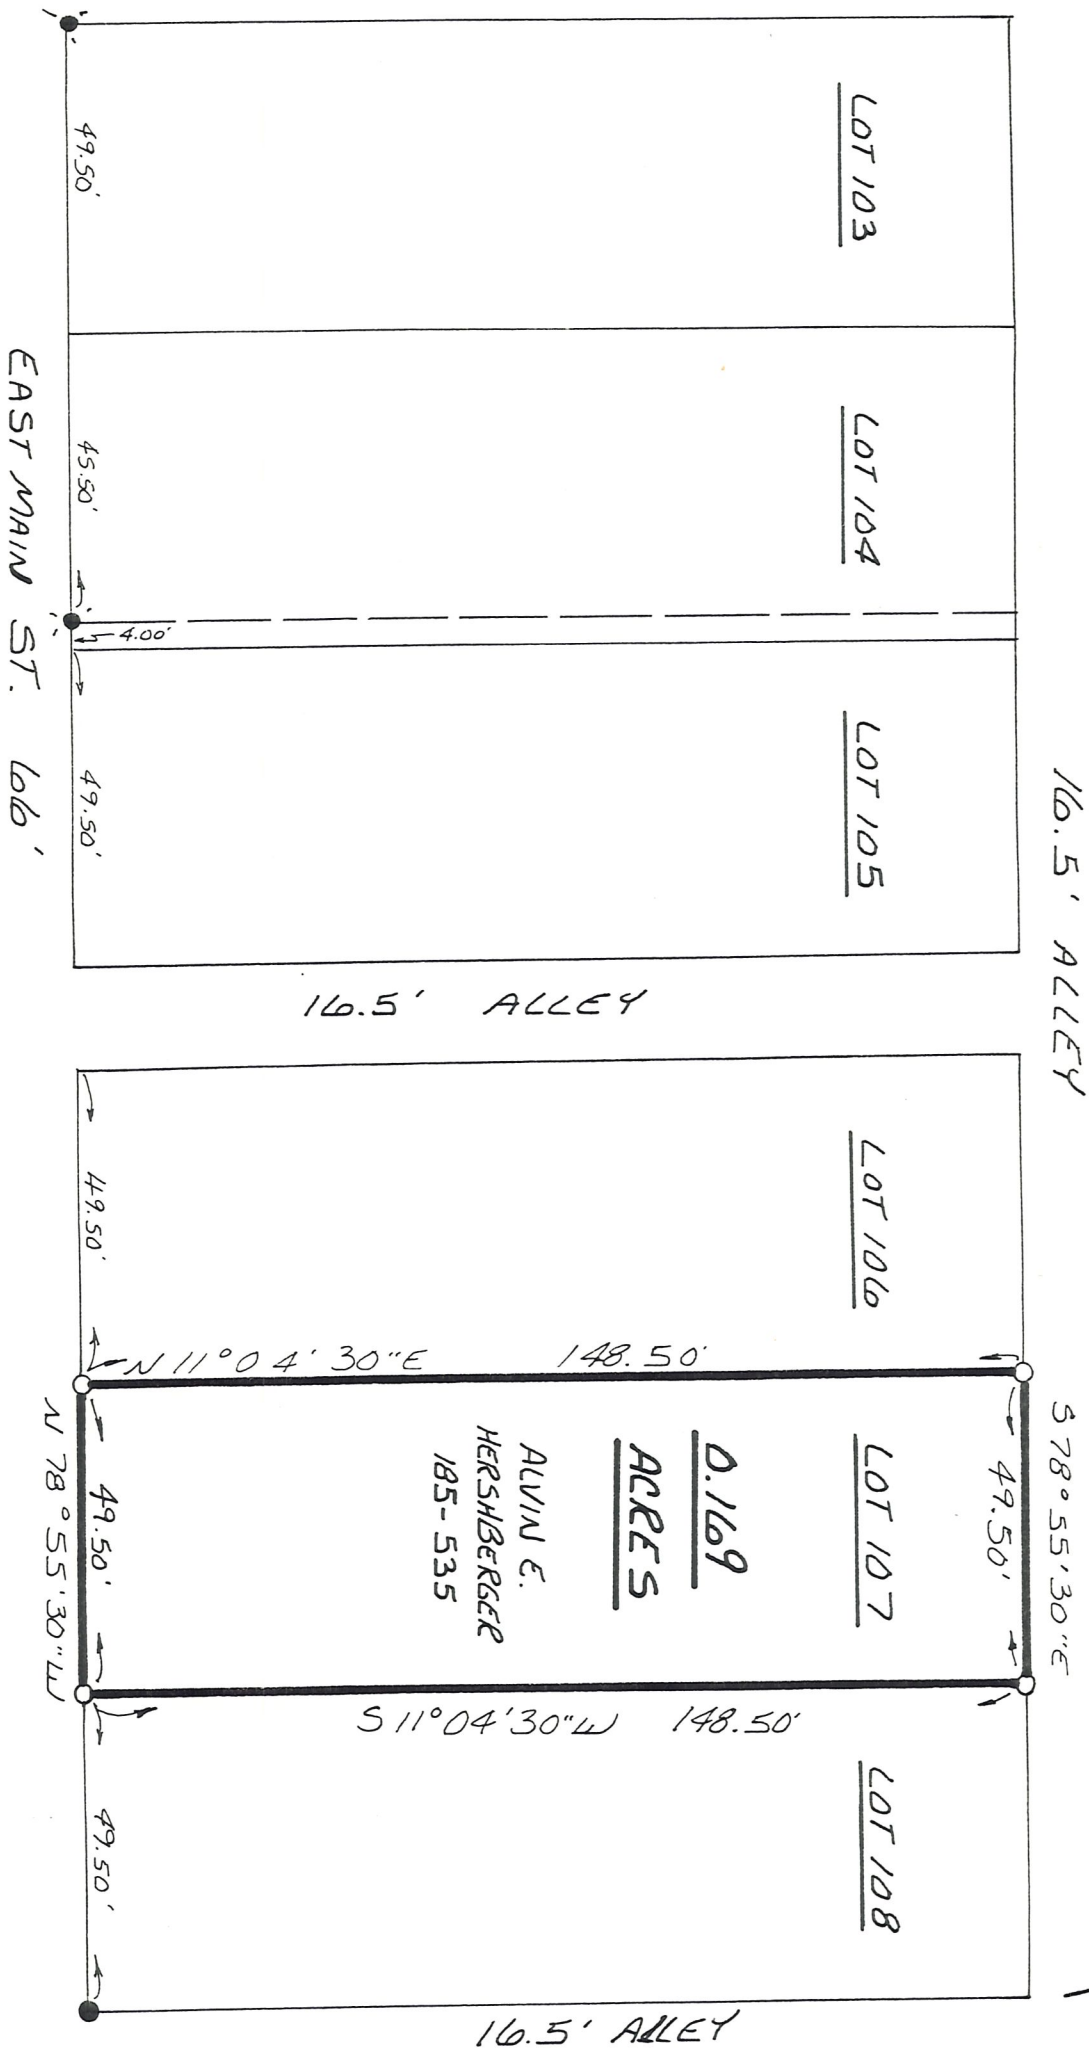 16.5' ALLEY
LOT 103
LOT 104
LOT 105
LOT 106
LOT 107
LOT 108
S 78° 55' 30" E
49.50'
16.5' ALLEY
16.5' ALLEY
N 11° 04' 30" E 148.50'
S 11° 04' 30" W 148.50'
0.169
ACRES
ALVIN E.
HERSHBERGER
185-535
49.50'
45.50'
4.00'
49.50'
49.50'
49.50'
49.50'
N 78° 55' 30" W
EAST MAIN ST. 66'